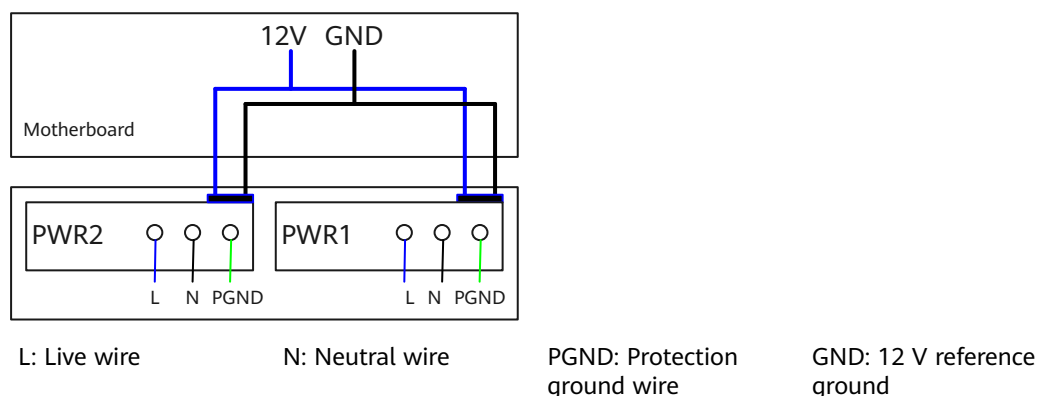 12V GND
Motherboard
PWR2
PWR1
L N PGND
L N PGND
L: Live wire
N: Neutral wire
PGND: Protection
ground wire
GND: 12 V reference
ground